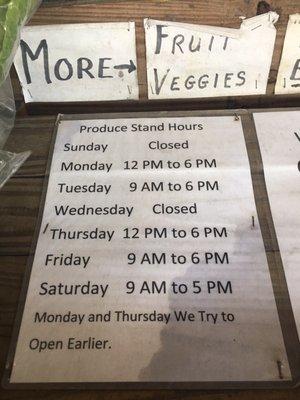 More→
Fruit
Veggies
Produce Stand Hours
Sunday Closed
Monday 12 PM to 6 PM
Tuesday 9 AM to 6 PM
Wednesday Closed
Thursday 12 PM to 6 PM
Friday 9 AM to 6 PM
Saturday 9 AM to 5 PM
Monday and Thursday We Try to
Open Earlier.